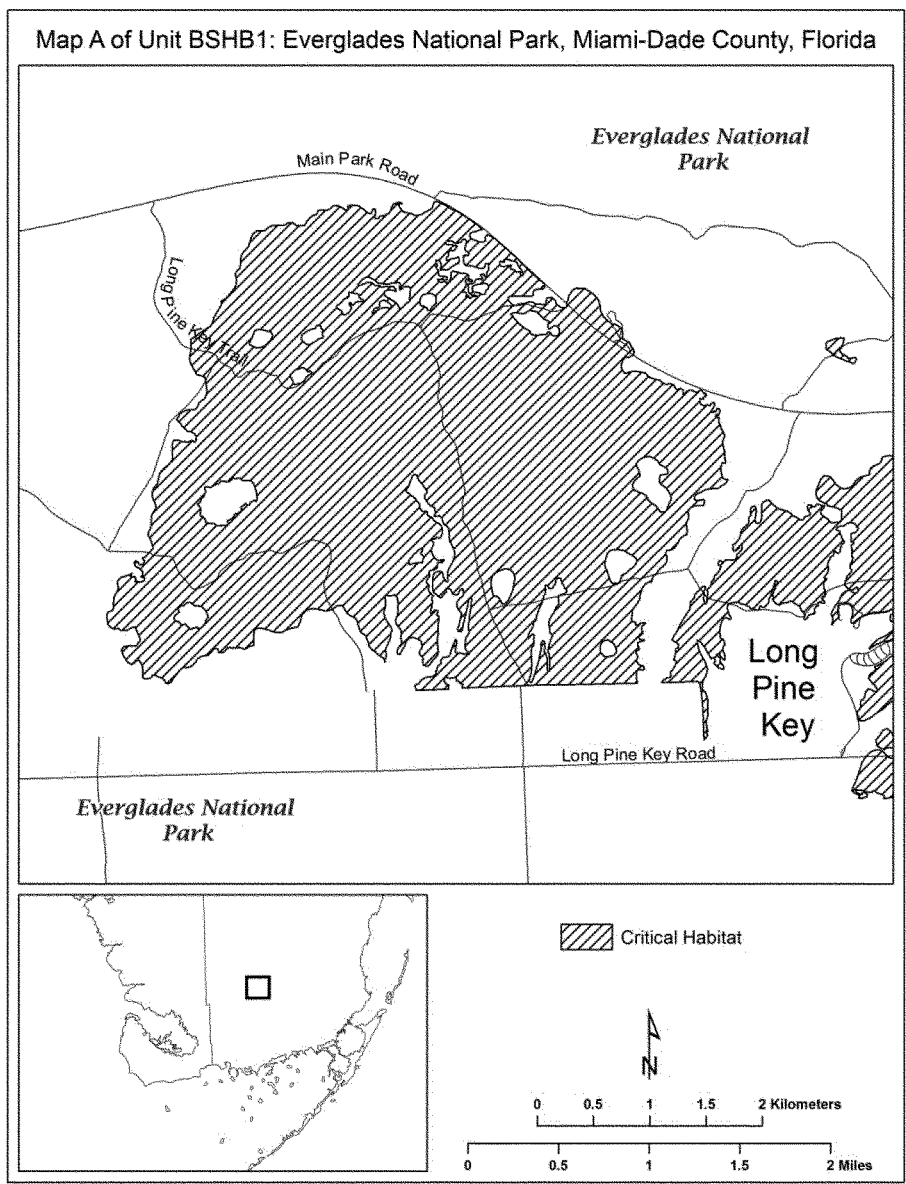 Map A of Unit BSHB1: Everglades National Park, Miami-Dade County, Florida
Everglades National
Park
Main Park Road
Long Pine Key Trail
Long
Pine
Key
Long Pine Key Road
Everglades National
Park
Critical Habitat
N
0 0.5 1 1.5 2 Kilometers
0 0.5 1 1.5 2 Miles